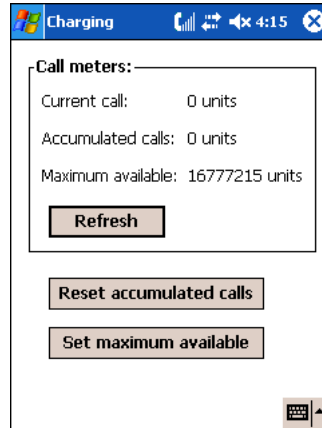 Charging 4:15
Call meters:
Current call: 0 units
Accumulated calls: 0 units
Maximum available: 16777215 units
Refresh
Reset accumulated calls
Set maximum available